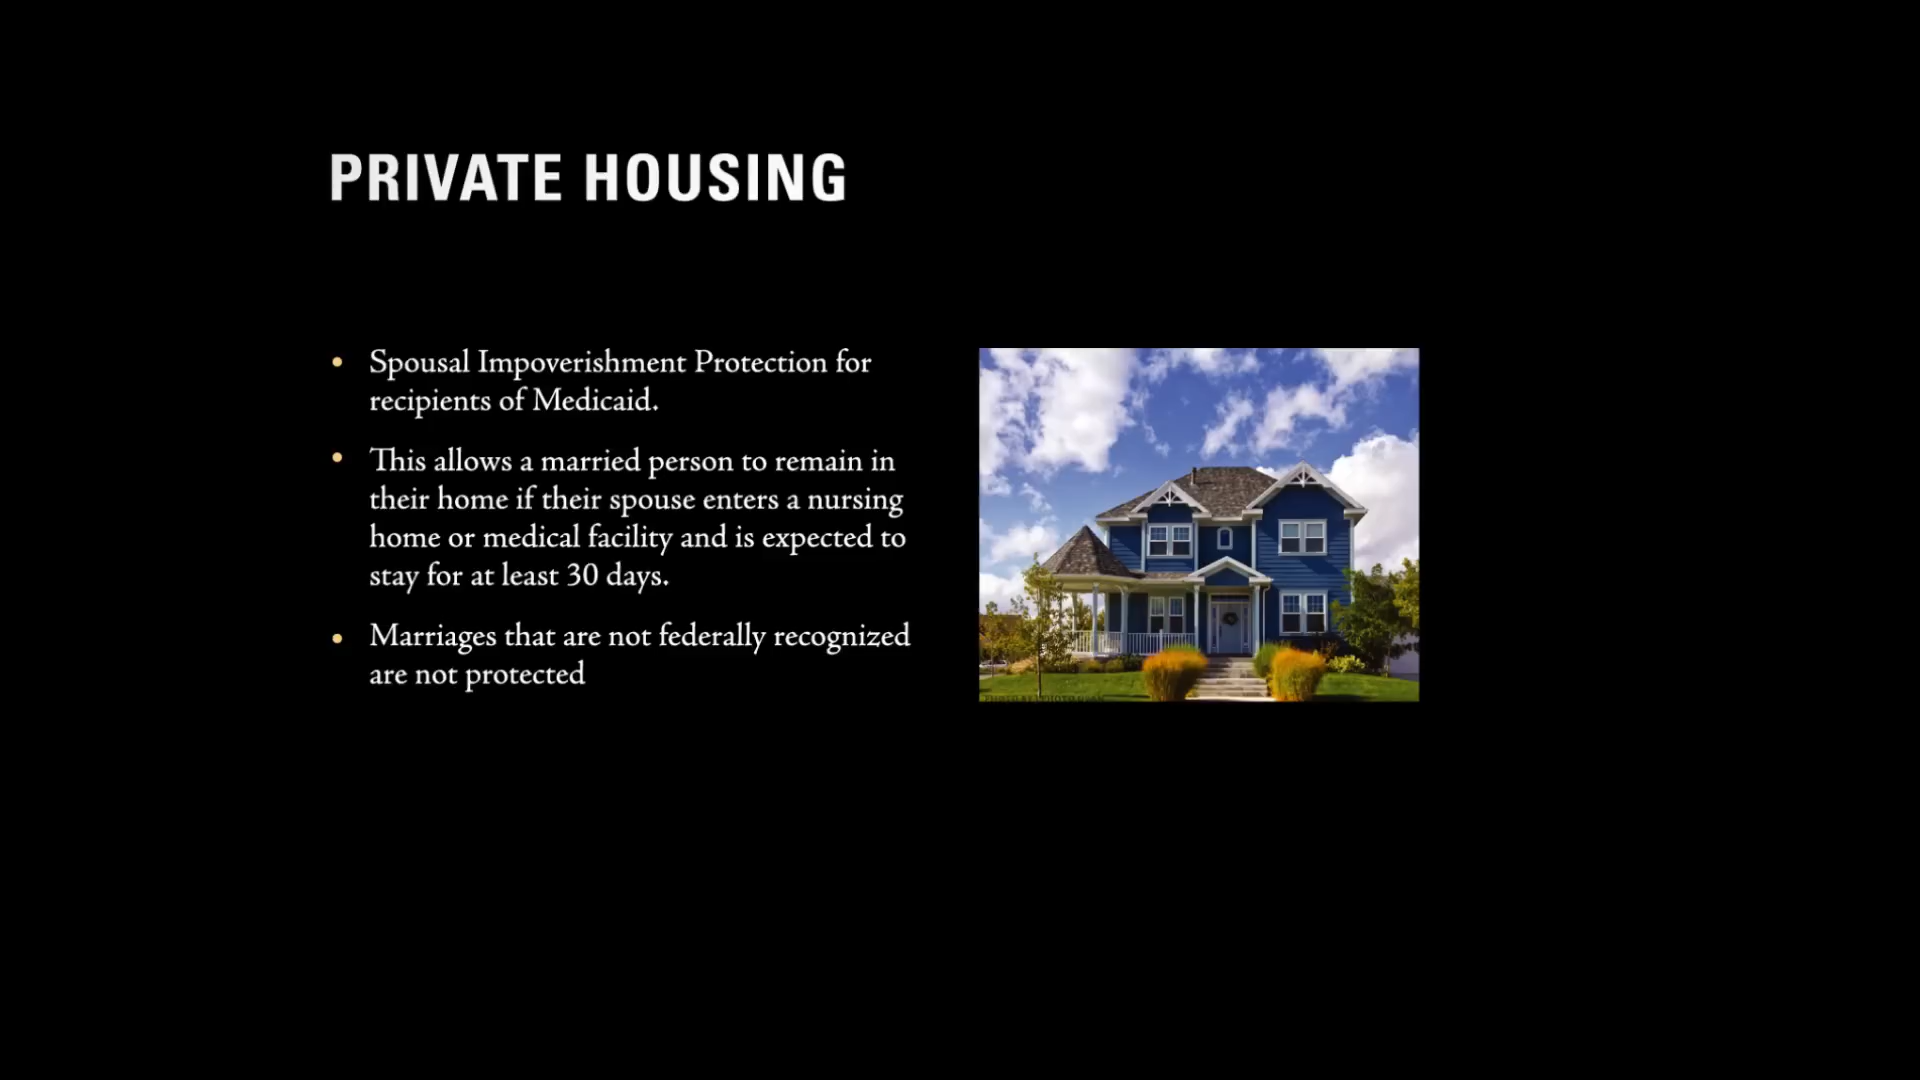 PRIVATE HOUSING
• Spousal Impoverishment Protection for
recipients of Medicaid.
• This allows a married person to remain in
their home if their spouse enters a nursing
home or medical facility and is expected to
stay for at least 30 days.
• Marriages that are not federally recognized
are not protected